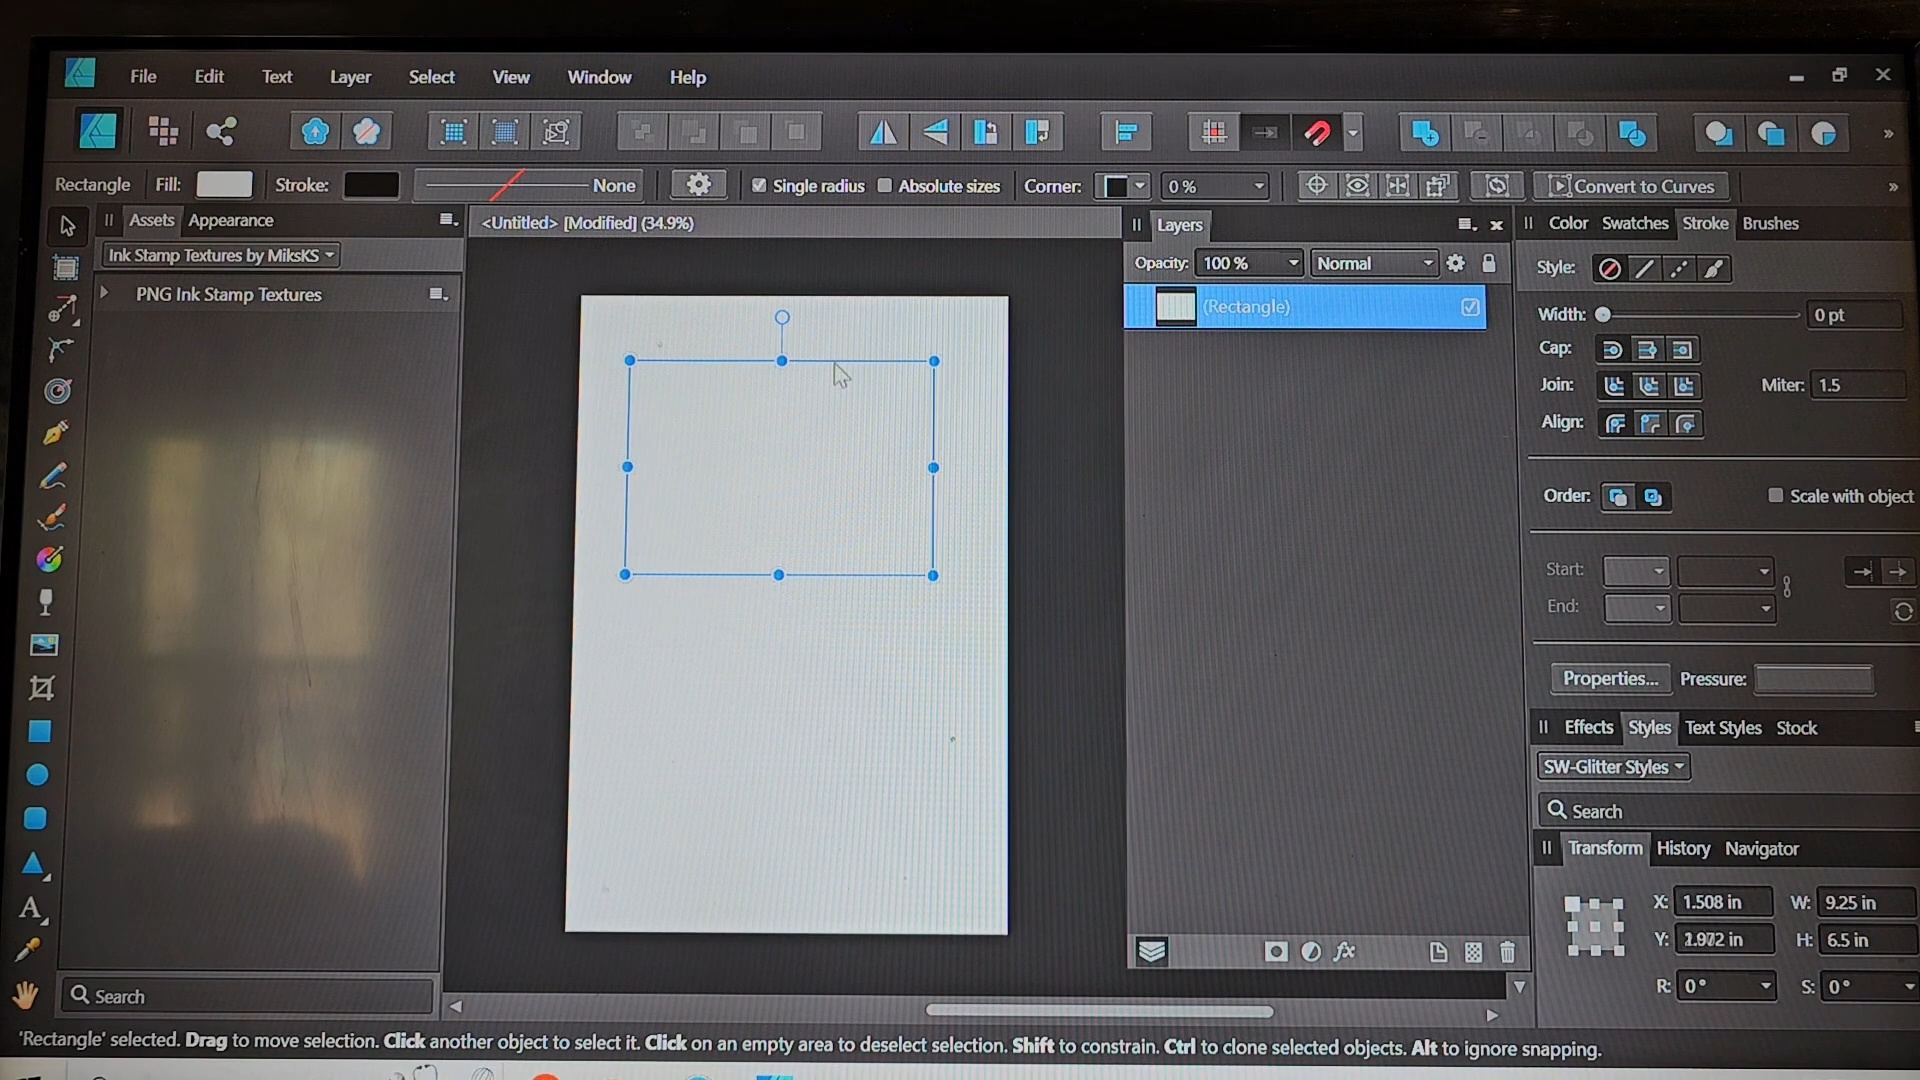 File Edit Text Layer Select View Window Help
Rectangle Fill: Stroke: None Single radius Absolute sizes Corner: 0 % Convert to Curves
Assets Appearance
<Untitled> [Modified] (34.9%)
Layers
Color Swatches Stroke Brushes
Ink Stamp Textures by MiksKS
Opacity: 100 % Normal
Style:
PNG Ink Stamp Textures
(Rectangle)
Width: 0 pt
Cap:
Join: Miter: 1.5
Align:
Order: Scale with object
Start:
End:
Properties... Pressure:
Effects Styles Text Styles Stock
SW-Glitter Styles
Search
Transform History Navigator
X: 1.508 in W: 9.25 in
Y: H: 6.5 in
R: 0° S: 0°
fx
Search
'Rectangle' selected. Drag to move selection. Click another object to select it. Click on an empty area to deselect selection. Shift to constrain. Ctrl to clone selected objects. Alt to ignore snapping.